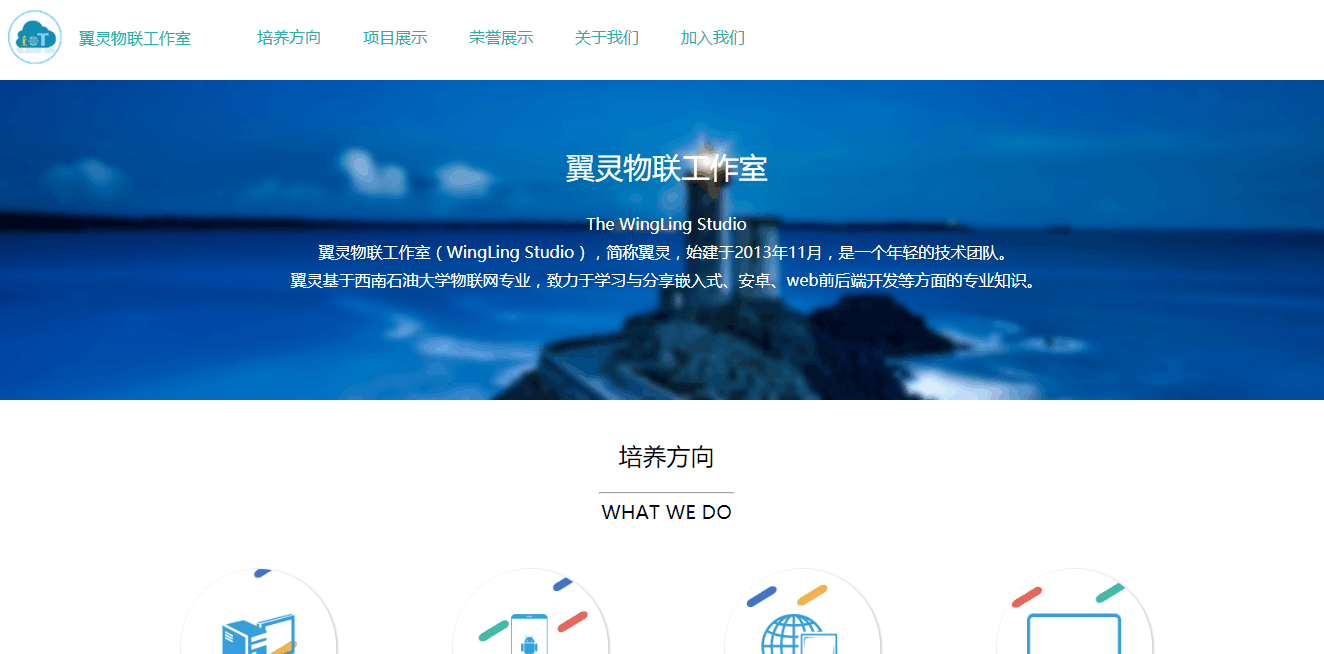 IoT
翼灵物联工作室
培养方向
项目展示
荣誉展示
关于我们
加入我们
翼灵物联工作室
The WingLing Studio
翼灵物联工作室（WingLing Studio），简称翼灵，始建于2013年11月，是一个年轻的技术团队。
翼灵基于西南石油大学物联网专业，致力于学习与分享嵌入式、安卓、web前后端开发等方面的专业知识。
培养方向
WHAT WE DO